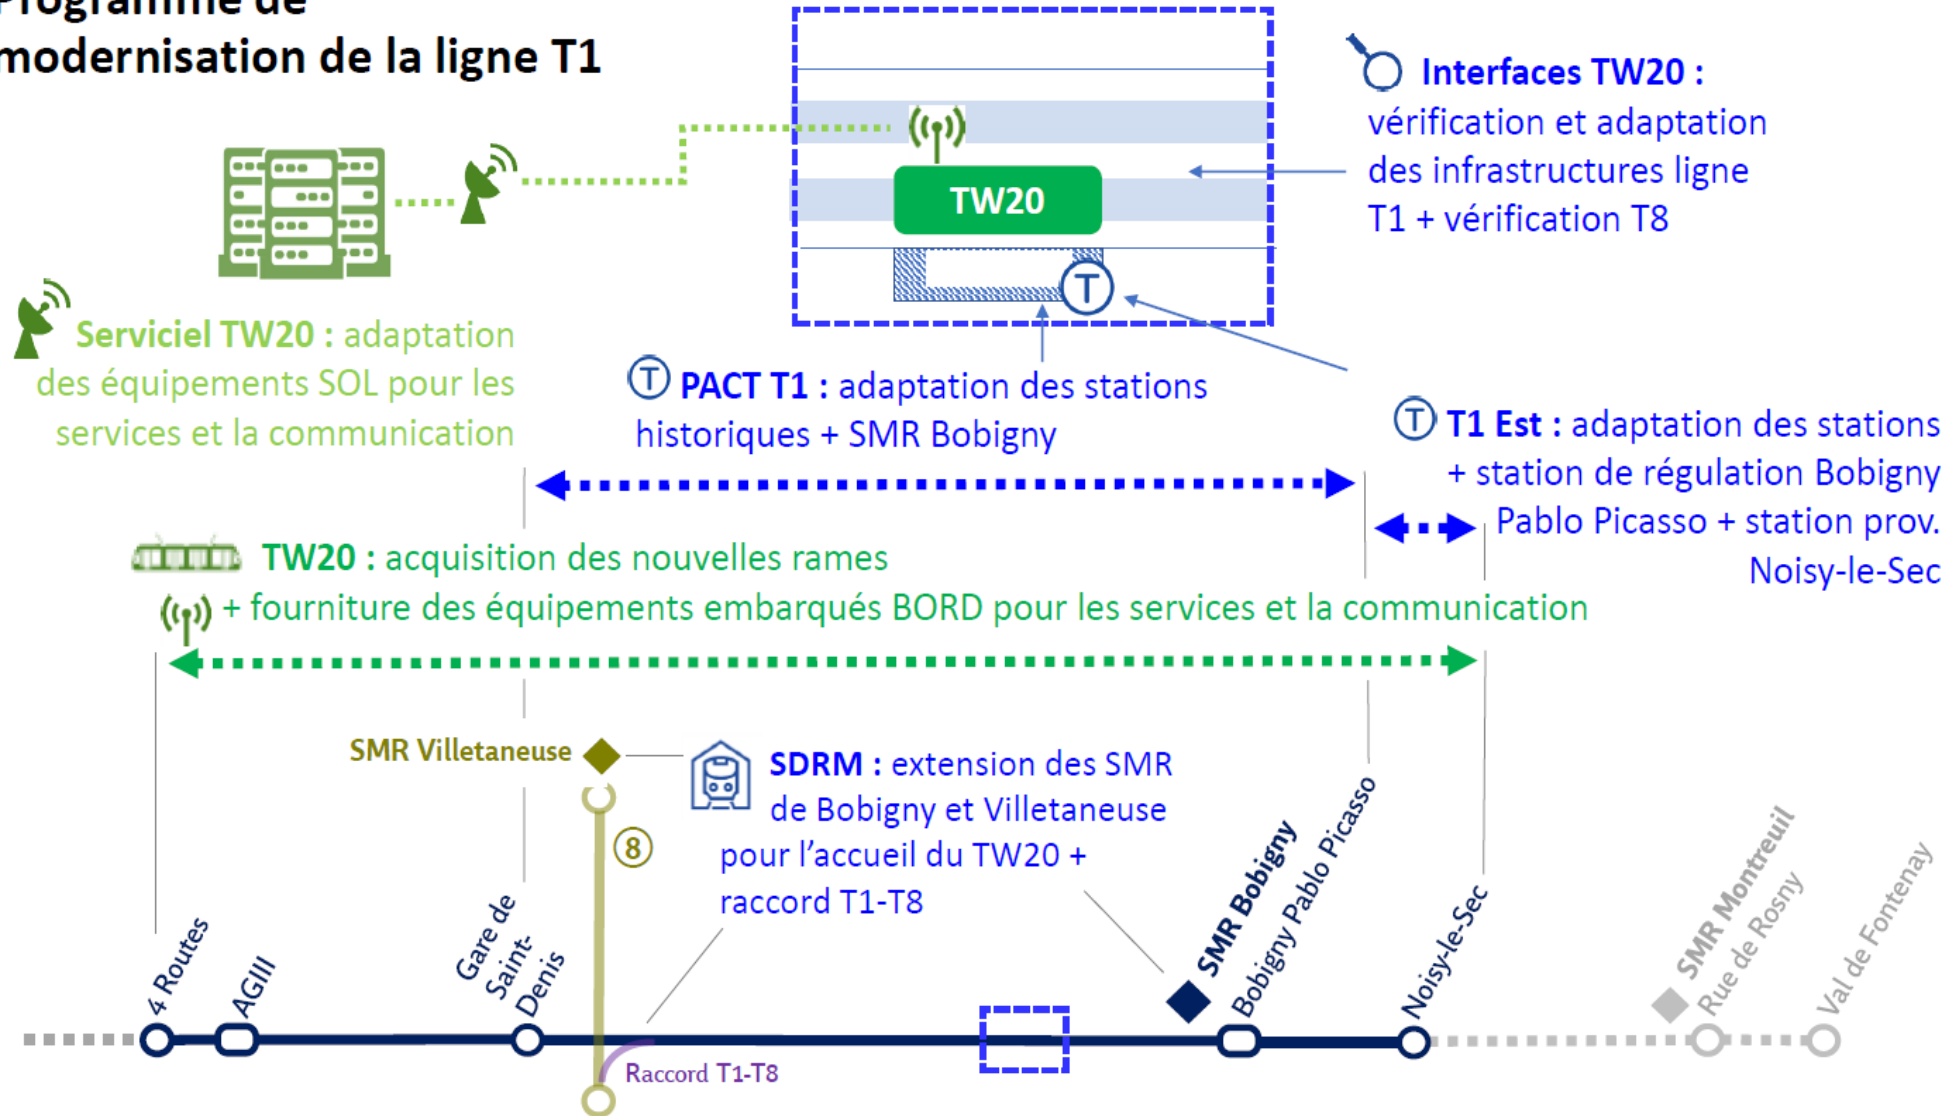 Programme de
modernisation de la ligne T1
Interfaces TW20 :
vérification et adaptation
des infrastructures ligne
T1 + vérification T8
TW20
T
Serviciel TW20 : adaptation
des équipements SOL pour les
services et la communication
T PACT T1 : adaptation des stations
historiques + SMR Bobigny
T T1 Est : adaptation des stations
+ station de régulation Bobigny
Pablo Picasso + station prov.
Noisy-le-Sec
TW20 : acquisition des nouvelles rames
+ fourniture des équipements embarqués BORD pour les services et la communication
SMR Villetaneuse
8
SDRM : extension des SMR
de Bobigny et Villetaneuse
pour l'accueil du TW20 +
raccord T1-T8
4 Routes
AGIII
Gare de
Saint-
Denis
Raccord T1-T8
SMR Bobigny
Bobigny Pablo Picasso
Noisy-le-Sec
SMR Montreuil
Rue de Rosny
Val de Fontenay